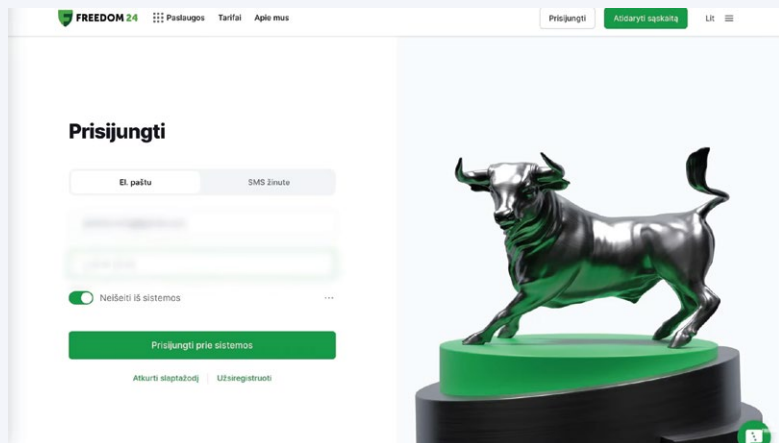 FREEDOM 24 Paslaugos Tarifai Apie mus Prisijungti Atidaryti sąskaitą Lit
Prisijungti
El. paštu SMS žinute
Neišeiti iš sistemos
Prisijungti prie sistemos
Atkurti slaptažodį Užsiregistruoti